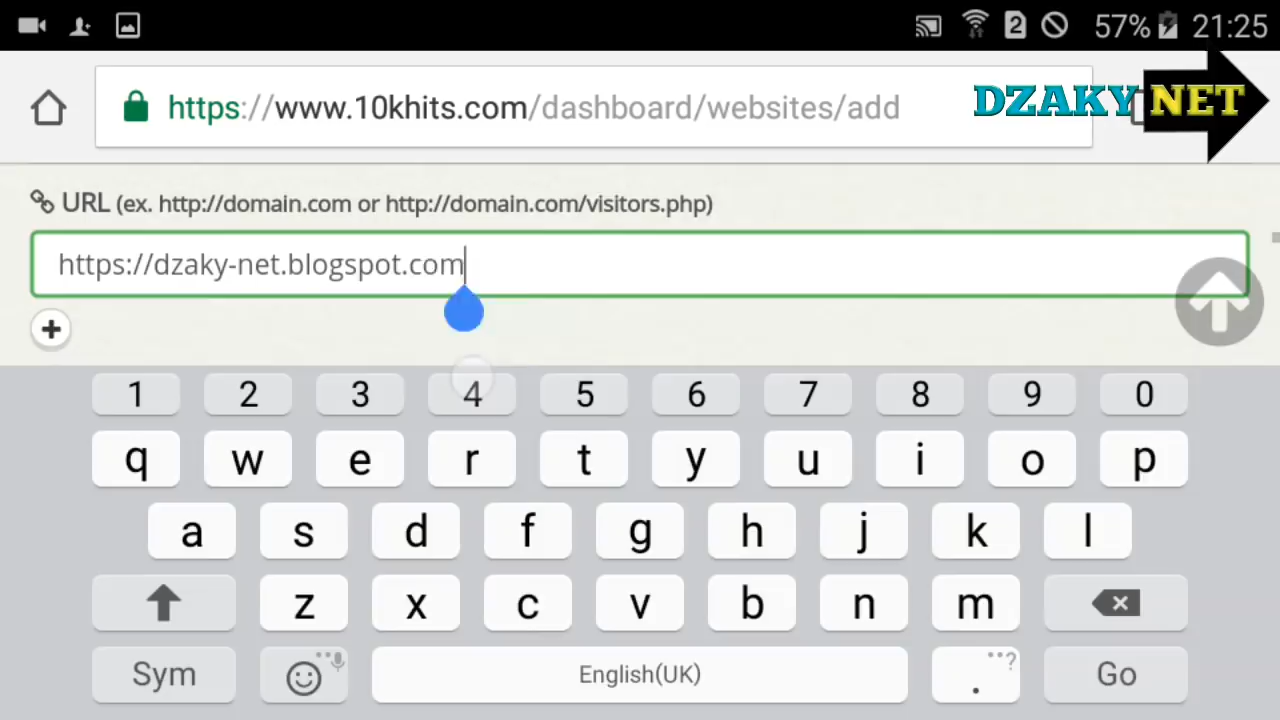 2 57% 21:25
https://www.10khits.com/dashboard/websites/add
DZAKY NET
URL (ex. http://domain.com or http://domain.com/visitors.php)
https://dzaky-net.blogspot.com
1 2 3 4 5 6 7 8 9 0
q w e r t y u i o p
a s d f g h j k l
z x c v b n m
Sym English(UK) . ? Go